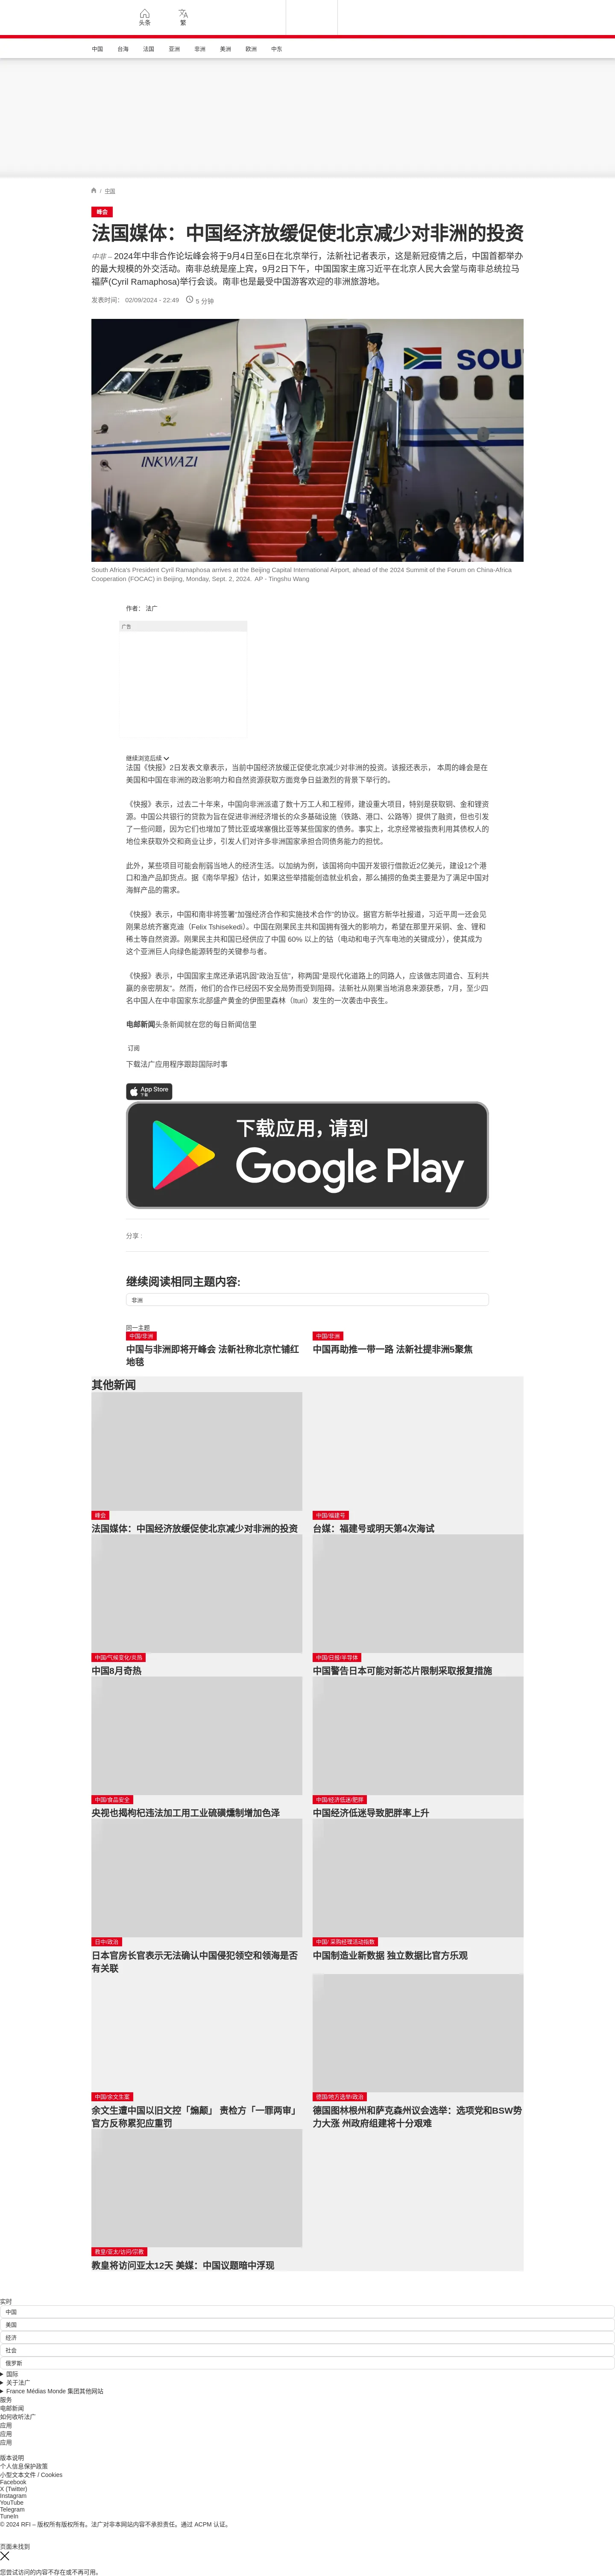 头条
繁
中国
台海
法国
亚洲
非洲
美洲
欧洲
中东
/ 中国
峰会
法国媒体：中国经济放缓促使北京减少对非洲的投资
中非 – 2024年中非合作论坛峰会将于9月4日至6日在北京举行，法新社记者表示，这是新冠疫情之后，中国首都举办
的最大规模的外交活动。南非总统是座上宾，9月2日下午，中国国家主席习近平在北京人民大会堂与南非总统拉马
福萨(Cyril Ramaphosa)举行会谈。南非也是最受中国游客欢迎的非洲旅游地。
发表时间： 02/09/2024 - 22:49 5 分钟
SOU
INKWAZI
South Africa's President Cyril Ramaphosa arrives at the Beijing Capital International Airport, ahead of the 2024 Summit of the Forum on China-Africa
Cooperation (FOCAC) in Beijing, Monday, Sept. 2, 2024. AP - Tingshu Wang
作者： 法广
广告
继续浏览后续
法国《快报》2日发表文章表示，当前中国经济放缓正促使北京减少对非洲的投资。该报还表示， 本周的峰会是在
美国和中国在非洲的政治影响力和自然资源获取方面竞争日益激烈的背景下举行的。
《快报》表示，过去二十年来，中国向非洲派遣了数十万工人和工程师，建设重大项目，特别是获取铜、金和锂资
源。中国公共银行的贷款为旨在促进非洲经济增长的众多基础设施（铁路、港口、公路等）提供了融资，但也引发
了一些问题，因为它们也增加了赞比亚或埃塞俄比亚等某些国家的债务。事实上，北京经常被指责利用其债权人的
地位来获取外交和商业让步，引发人们对许多非洲国家承担合同债务能力的担忧。
此外，某些项目可能会削弱当地人的经济生活。以加纳为例，该国将向中国开发银行借款近2亿美元，建设12个港
口和渔产品卸货点。据《南华早报》估计，如果这些举措能创造就业机会，那么捕捞的鱼类主要是为了满足中国对
海鲜产品的需求。
《快报》表示，中国和南非将签署“加强经济合作和实施技术合作”的协议。据官方新华社报道，习近平周一还会见
刚果总统齐塞克迪（Felix Tshisekedi）。中国在刚果民主共和国拥有强大的影响力，希望在那里开采铜、金、锂和
稀土等自然资源。刚果民主共和国已经供应了中国 60% 以上的钴（电动和电子汽车电池的关键成分），使其成为
这个亚洲巨人向绿色能源转型的关键参与者。
《快报》表示，中国国家主席还承诺巩固“政治互信”，称两国“是现代化道路上的同路人，应该做志同道合、互利共
赢的亲密朋友”。然而，他们的合作已经因不安全局势而受到阻碍。法新社从刚果当地消息来源获悉，7月，至少四
名中国人在中非国家东北部盛产黄金的伊图里森林（Ituri）发生的一次袭击中丧生。
电邮新闻头条新闻就在您的每日新闻信里
订阅
下载法广应用程序跟踪国际时事
App Store
下载
下载应用，请到
Google Play
分享 :
继续阅读相同主题内容:
非洲
同一主题
中国/非洲
中国与非洲即将开峰会 法新社称北京忙铺红
地毯
中国/非洲
中国再助推一带一路 法新社提非洲5聚焦
其他新闻
峰会
法国媒体：中国经济放缓促使北京减少对非洲的投资
中国/福建号
台媒：福建号或明天第4次海试
中国/气候变化/炎热
中国8月奇热
中国/日报/半导体
中国警告日本可能对新芯片限制采取报复措施
中国/食品安全
央视也揭枸杞违法加工用工业硫磺燻制增加色泽
中国/经济低迷/肥胖
中国经济低迷导致肥胖率上升
日中/政治
日本官房长官表示无法确认中国侵犯领空和领海是否
有关联
中国/ 采购经理活动指数
中国制造业新数据 独立数据比官方乐观
中国/余文生案
余文生遭中国以旧文控「煽颠」 责检方「一罪两审」
官方反称累犯应重罚
德国/地方选举/政治
德国图林根州和萨克森州议会选举：选项党和BSW势
力大涨 州政府组建将十分艰难
教皇/亚太/访问/宗教
教皇将访问亚太12天 美媒：中国议题暗中浮现
实时
中国
美国
经济
社会
俄罗斯
国际
关于法广
France Médias Monde 集团其他网站
服务
电邮新闻
如何收听法广
应用
应用
应用
版本说明
个人信息保护政策
小型文本文件 / Cookies
Facebook
X (Twitter)
Instagram
YouTube
Telegram
TuneIn
© 2024 RFI – 版权所有版权所有。法广对非本网站内容不承担责任。通过 ACPM 认证。
页面未找到
您尝试访问的内容不存在或不再可用。